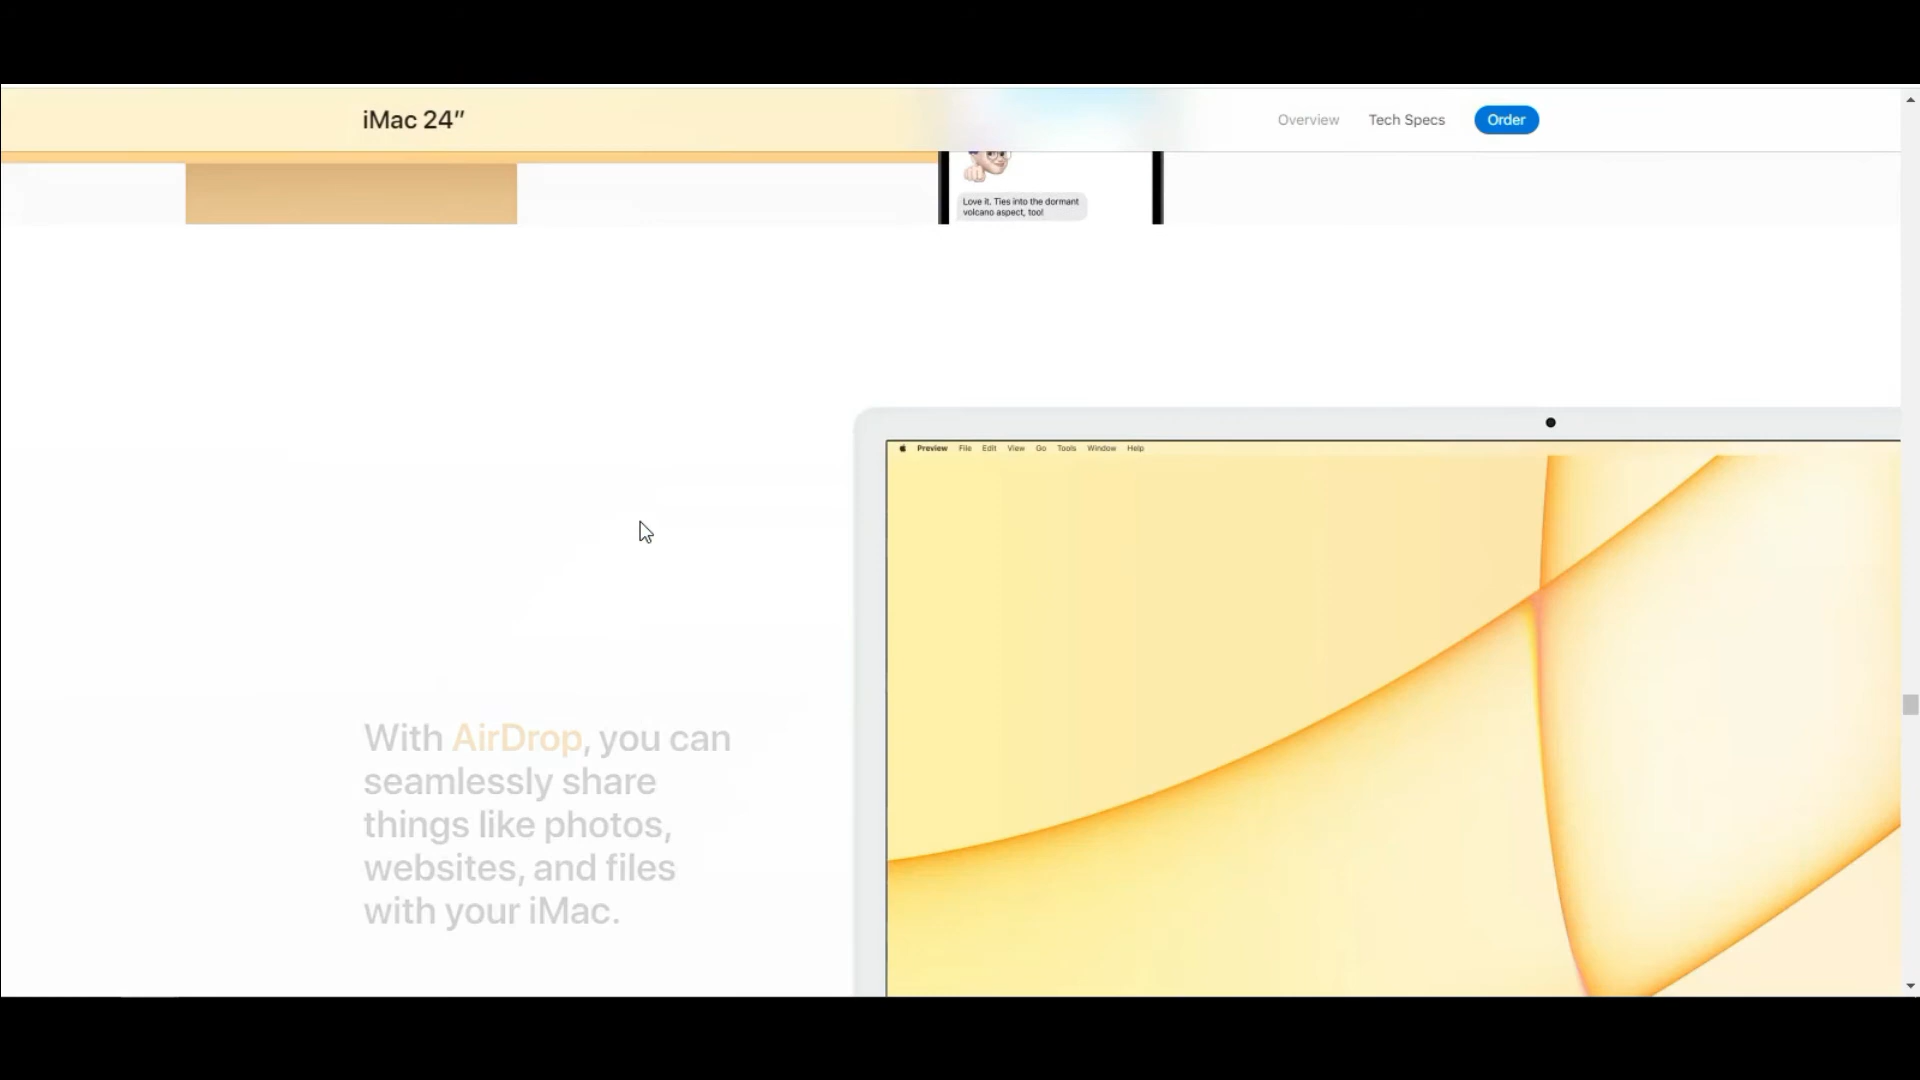 iMac 24″
Overview Tech Specs Order
Love it. Ties into the dormant
volcano aspect, too!
Preview File Edit View Go Tools Window Help
With AirDrop, you can
seamlessly share
things like photos,
websites, and files
with your iMac.